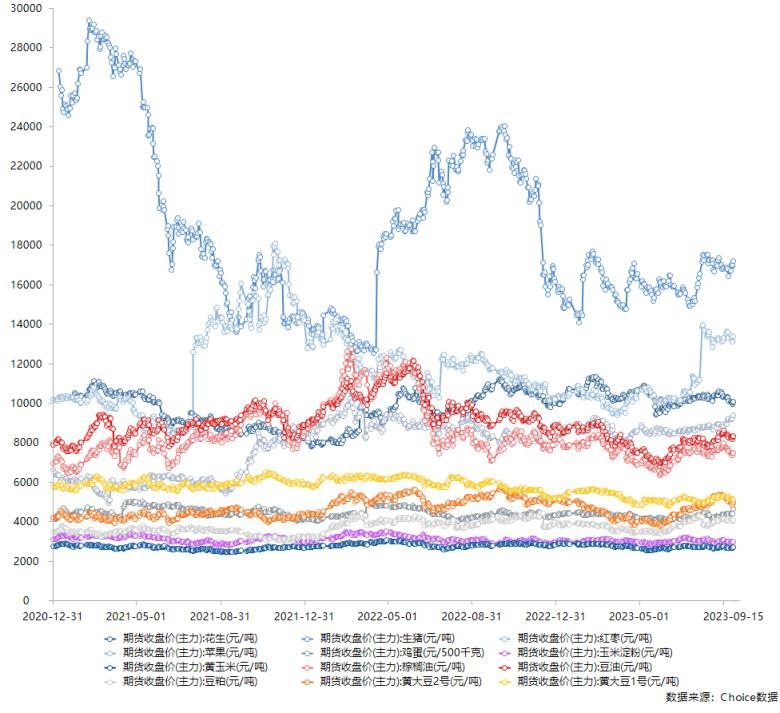 30000
28000
26000
24000
22000
20000
18000
16000
14000
12000
10000
8000
6000
4000
2000
0
2020-12-31 2021-05-01 2021-08-31 2021-12-31 2022-05-01 2022-08-31 2022-12-31 2023-05-01 2023-09-15
期货收盘价(主力):花生(元/吨) 期货收盘价(主力):生猪(元/吨) 期货收盘价(主力):红枣(元/吨)
期货收盘价(主力):苹果(元/吨) 期货收盘价(主力):鸡蛋(元/500千克) 期货收盘价(主力):玉米淀粉(元/吨)
期货收盘价(主力):黄玉米(元/吨) 期货收盘价(主力):棕榈油(元/吨) 期货收盘价(主力):豆油(元/吨)
期货收盘价(主力):豆粕(元/吨) 期货收盘价(主力):黄大豆2号(元/吨) 期货收盘价(主力):黄大豆1号(元/吨)
数据来源：Choice数据